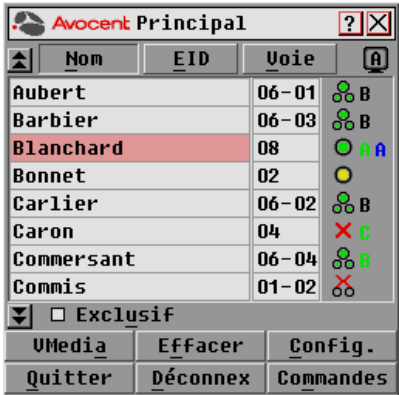 Avocent Principal ? X
Nom EID Voie A
Aubert 06-01 B
Barbier 06-03 B
Blanchard 08 A A
Bonnet 02
Carlier 06-02 B
Caron 04 C
Commersant 06-04 B
Commis 01-02
Exclusif
VMedia Effacer Config.
Quitter Déconnex Commandes